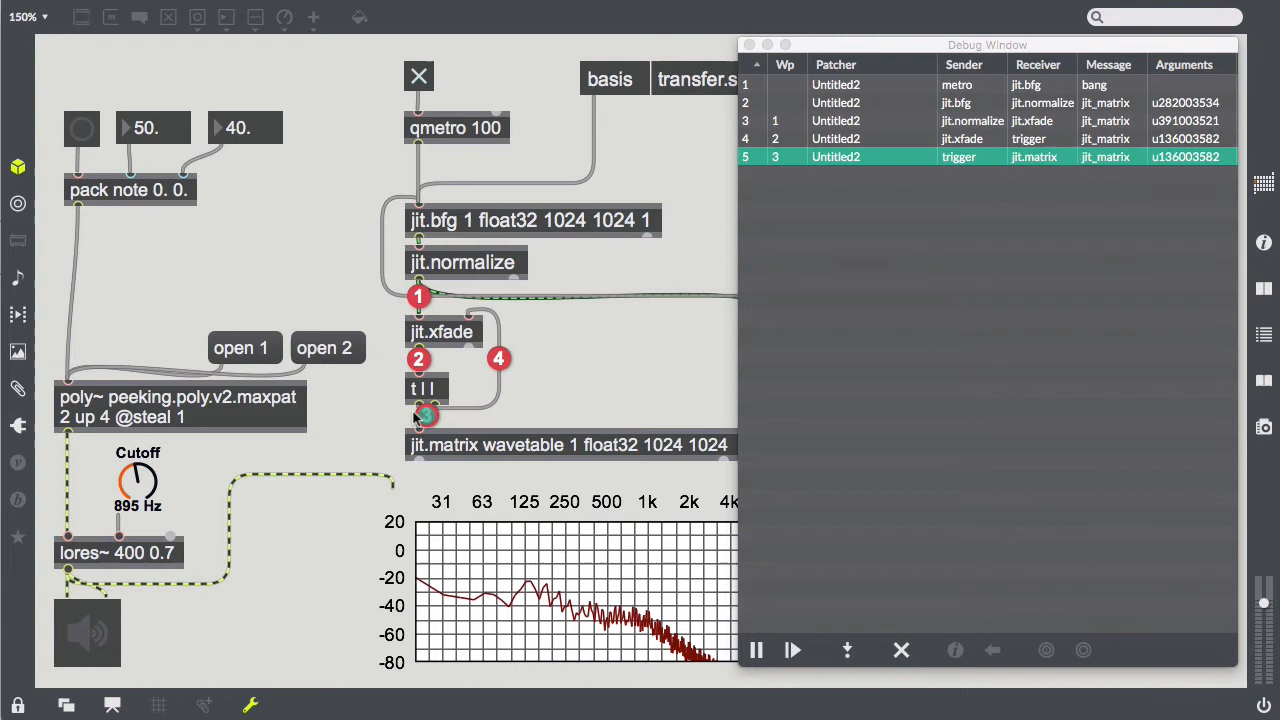 150%
Debug Window
Wp Patcher Sender Receiver Message Arguments
1 Untitled2 metro jit.bfg bang
2 Untitled2 jit.bfg jit.normalize jit_matrix u282003534
3 1 Untitled2 jit.normalize jit.xfade jit_matrix u391003521
4 2 Untitled2 jit.xfade trigger jit_matrix u136003582
5 3 Untitled2 trigger jit.matrix jit_matrix u136003582
basis
transfer.s
qmetro 100
50.
40.
pack note 0. 0.
jit.bfg 1 float32 1024 1024 1
jit.normalize
1
jit.xfade
open 1
open 2
2
4
t l l
3
poly~ peeking.poly.v2.maxpat
2 up 4 @steal 1
jit.matrix wavetable 1 float32 1024 1024
Cutoff
895 Hz
31 63 125 250 500 1k 2k 4k
20
0
-20
-40
-60
-80
lores~ 400 0.7